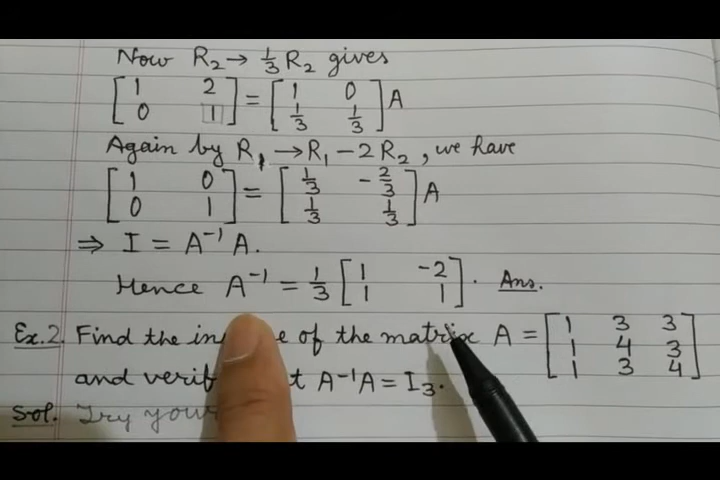 Now R₂ → 1/3 R₂ gives
[1 2; 0 1] = [1 0; 1/3 1/3] A
Again by R₁ → R₁ − 2R₂, we have
[1 0; 0 1] = [1/3 −2/3; 1/3 1/3] A
⇒ I = A⁻¹ A.
Hence A⁻¹ = 1/3 [1 −2; 1 1]. Ans.
Ex.2. Find the of the matrix A = [1 3 3; 1 4 3; 1 3 4]
and A⁻¹A = I₃.
Sol. Try